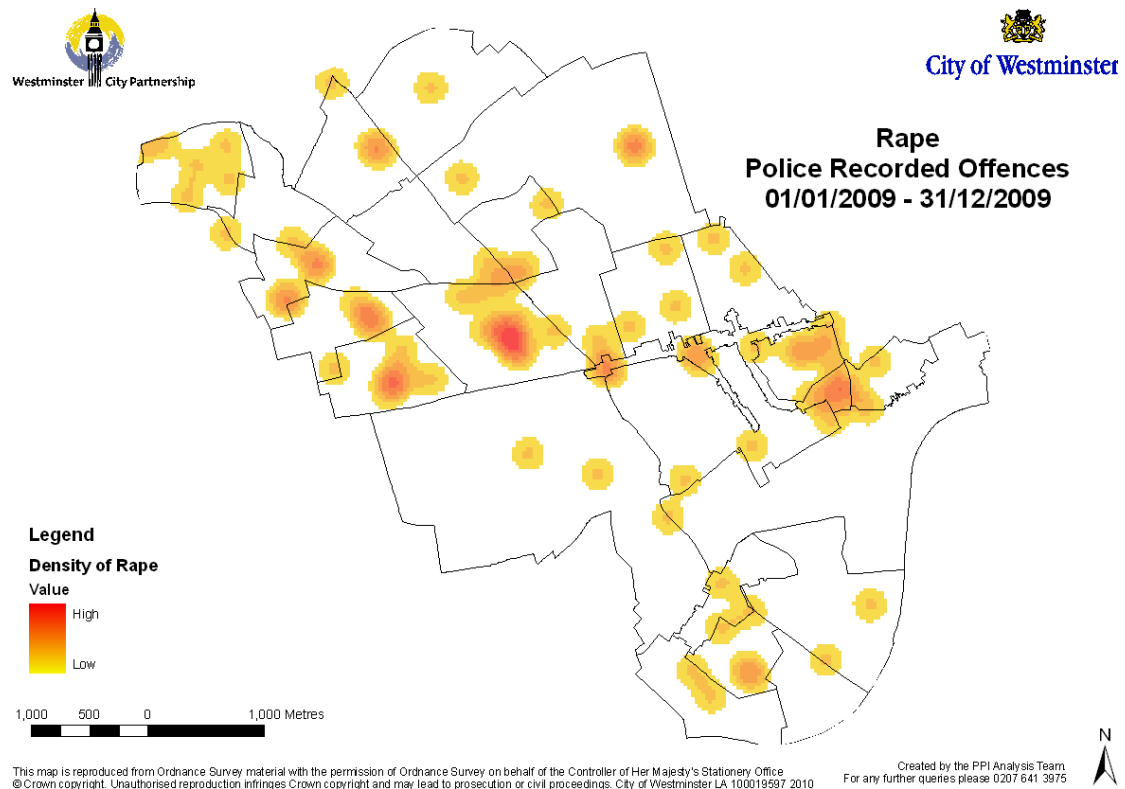 Westminster City Partnership
City of Westminster
Rape
Police Recorded Offences
01/01/2009 - 31/12/2009
Legend
Density of Rape
Value
High
Low
1,000 500 0 1,000 Metres
N
This map is reproduced from Ordnance Survey material with the permission of Ordnance Survey on behalf of the Controller of Her Majesty's Stationery Office
© Crown copyright. Unauthorised reproduction infringes Crown copyright and may lead to prosecution or civil proceedings. City of Westminster LA 100019597 2010
Created by the PPI Analysis Team.
For any further queries please 0207 641 3975